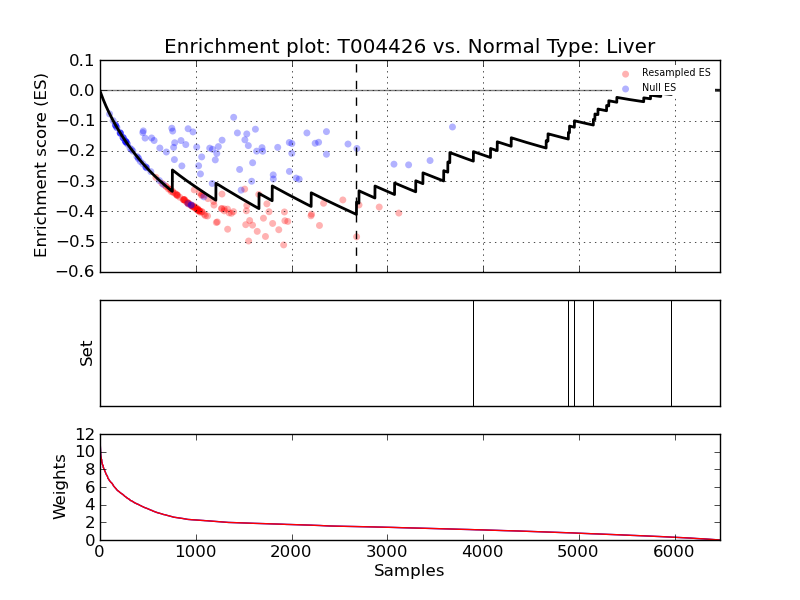 Enrichment plot: T004426 vs. Normal Type: Liver
Enrichment score (ES)
0.1
0.0
−0.1
−0.2
−0.3
−0.4
−0.5
−0.6
Resampled ES
Null ES
Set
Weights
12
10
8
6
4
2
0
0 1000 2000 3000 4000 5000 6000
Samples